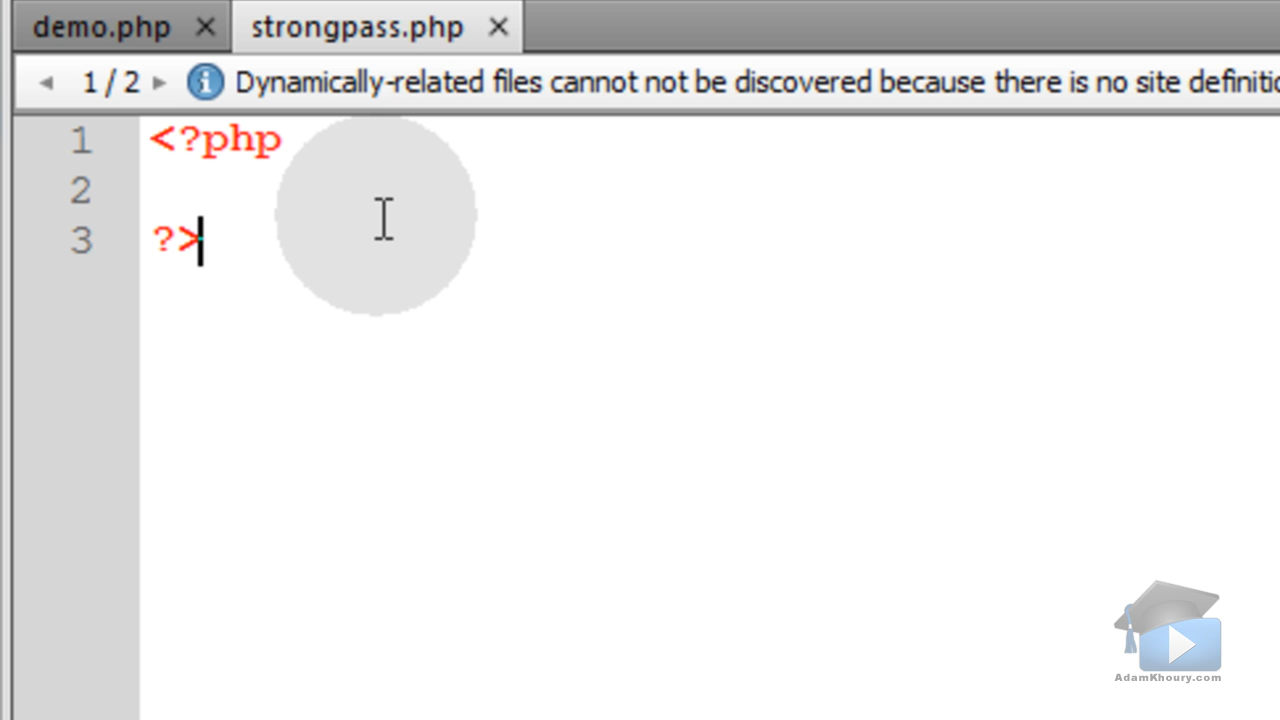 demo.php × strongpass.php ×
1 / 2 Dynamically-related files cannot not be discovered because there is no site definitio
1 <?php
2
3 ?>
AdamKhoury.com